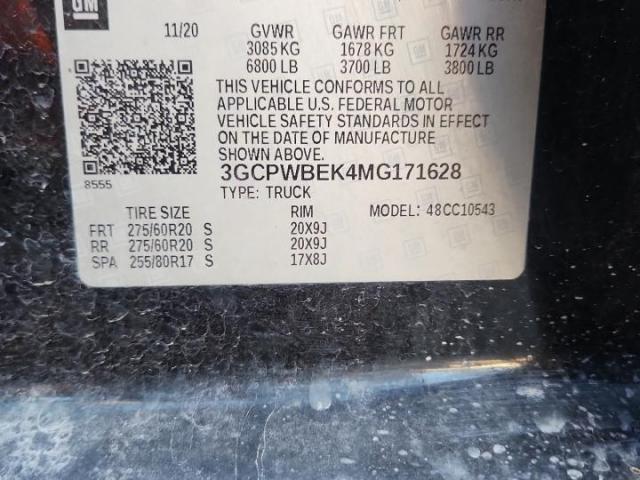 GM
11/20 GVWR GAWR FRT GAWR RR
3085 KG 1678 KG 1724 KG
6800 LB 3700 LB 3800 LB
THIS VEHICLE CONFORMS TO ALL
APPLICABLE U.S. FEDERAL MOTOR
VEHICLE SAFETY STANDARDS IN EFFECT
ON THE DATE OF MANUFACTURE
SHOWN ABOVE.
8555 3GCPWBEK4MG171628
TYPE: TRUCK
TIRE SIZE RIM MODEL: 48CC10543
FRT 275/60R20 S 20X9J
RR 275/60R20 S 20X9J
SPA 255/80R17 S 17X8J